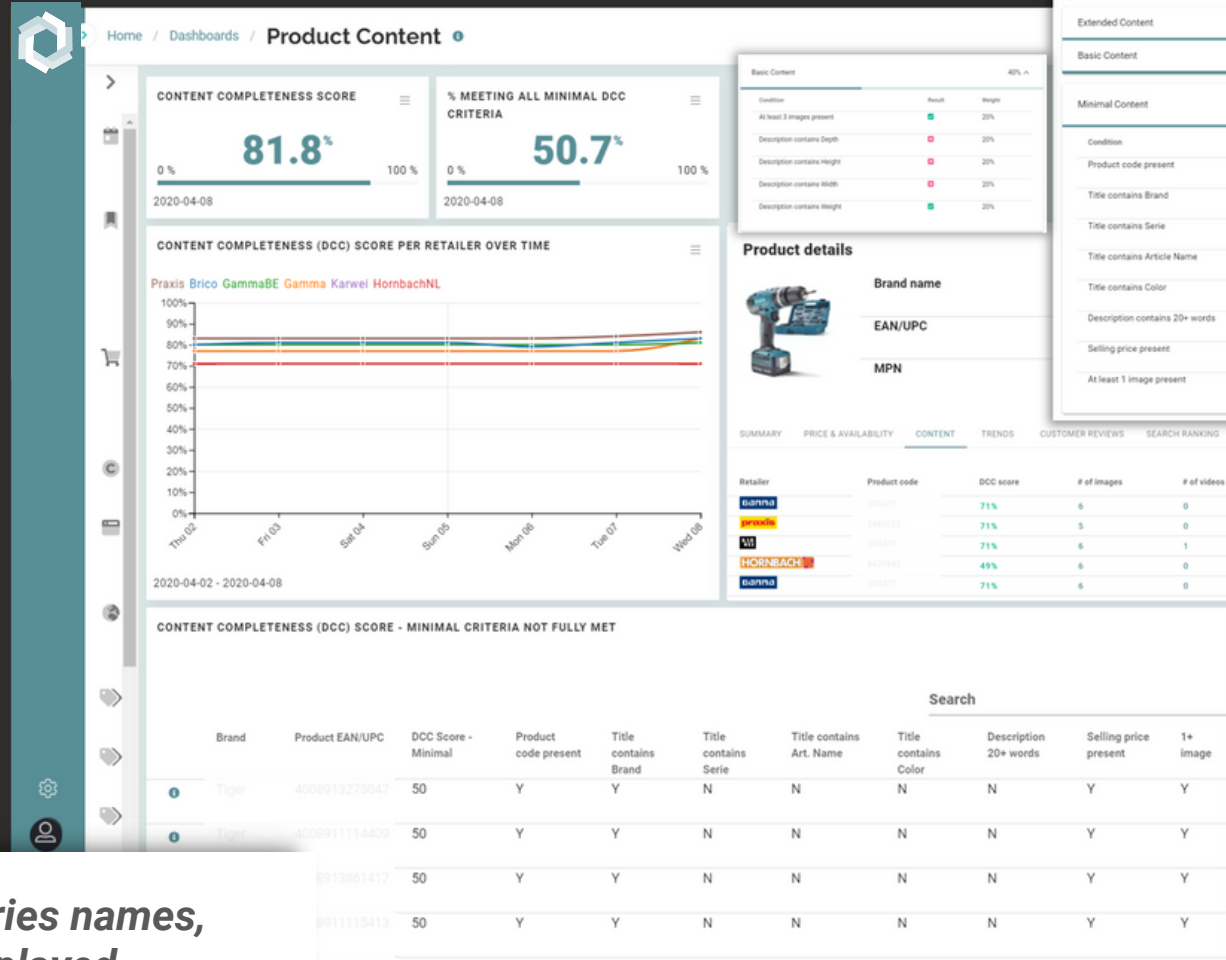 Home / Dashboards / Product Content
CONTENT COMPLETENESS SCORE
81.8%
0 %
100 %
2020-04-08
% MEETING ALL MINIMAL DCC
CRITERIA
50.7%
0 %
100 %
2020-04-08
Basic Content 40%
Condition Result Weight
At least 3 images present 20%
Description contains Depth 20%
Description contains Height 20%
Description contains Width 20%
Description contains Weight 20%
Extended Content
Basic Content
Minimal Content
Condition
Product code present
Title contains Brand
Title contains Serie
Title contains Article Name
Title contains Color
Description contains 20+ words
Selling price present
At least 1 image present
CONTENT COMPLETENESS (DCC) SCORE PER RETAILER OVER TIME
Praxis Brico GammaBE Gamma Karwei HornbachNL
100%
90%
80%
70%
60%
50%
40%
30%
20%
10%
0%
Thu 02 Fri 03 Sat 04 Sun 05 Mon 06 Tue 07 Wed 08
2020-04-02 - 2020-04-08
Product details
Brand name
EAN/UPC
MPN
SUMMARY PRICE & AVAILABILITY CONTENT TRENDS CUSTOMER REVIEWS SEARCH RANKING
Retailer Product code DCC score # of images # of videos
GAMMA 71% 6 0
praxis 71% 5 0
KARWEI 71% 6 1
HORNBACH 49% 6 0
GAMMA 71% 6 0
CONTENT COMPLETENESS (DCC) SCORE - MINIMAL CRITERIA NOT FULLY MET
Search
Brand Product EAN/UPC DCC Score - Minimal Product code present Title contains Brand Title contains Serie Title contains Art. Name Title contains Color Description 20+ words Selling price present 1+ image
Tiger 4008913275047 50 Y Y N N N N Y Y
Tiger 4008911114409 50 Y Y N N N N Y Y
50 Y Y N N N N Y Y
50 Y Y N N N N Y Y
ries names,